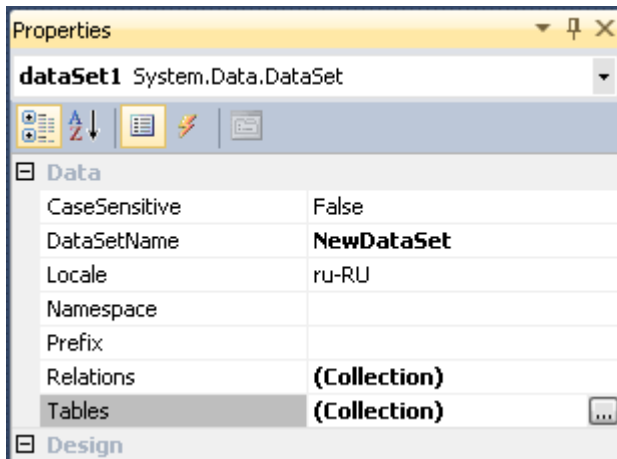 Properties
dataSet1 System.Data.DataSet
Data
CaseSensitive False
DataSetName NewDataSet
Locale ru-RU
Namespace
Prefix
Relations (Collection)
Tables (Collection) ...
Design